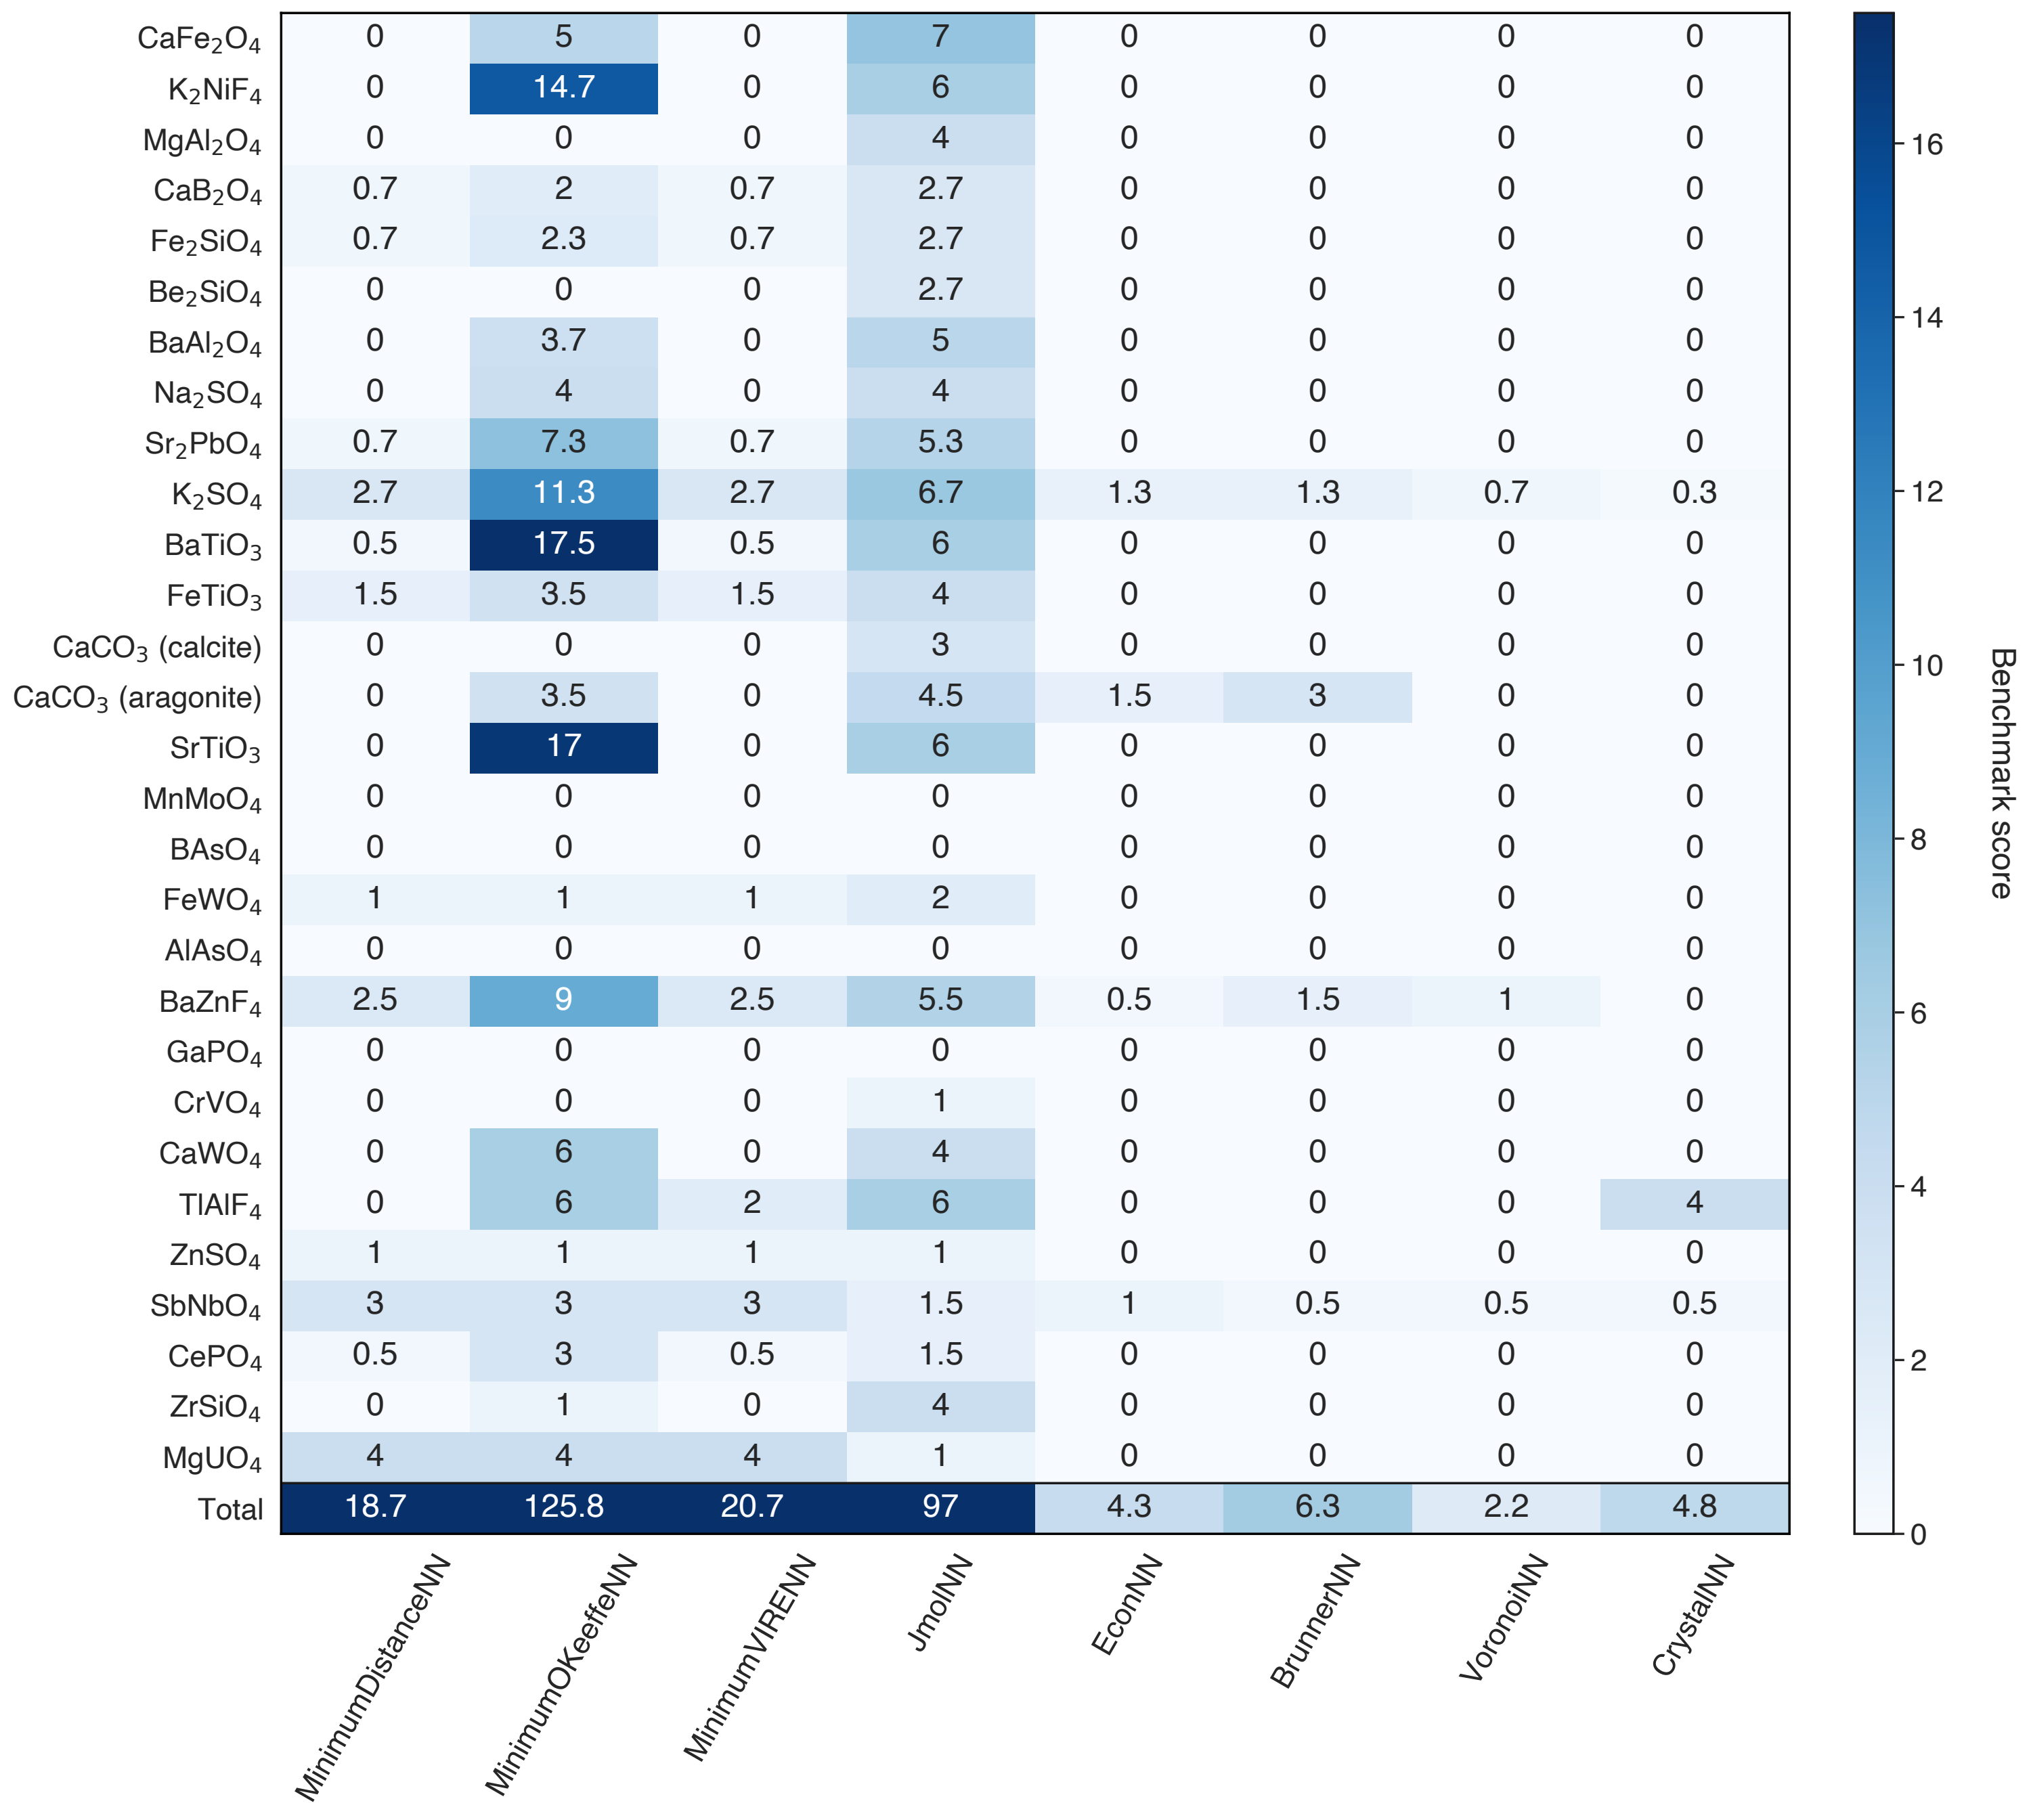 CaFe₂O₄ 0 5 0 7 0 0 0 0
K₂NiF₄ 0 14.7 0 6 0 0 0 0
MgAl₂O₄ 0 0 0 4 0 0 0 0
CaB₂O₄ 0.7 2 0.7 2.7 0 0 0 0
Fe₂SiO₄ 0.7 2.3 0.7 2.7 0 0 0 0
Be₂SiO₄ 0 0 0 2.7 0 0 0 0
BaAl₂O₄ 0 3.7 0 5 0 0 0 0
Na₂SO₄ 0 4 0 4 0 0 0 0
Sr₂PbO₄ 0.7 7.3 0.7 5.3 0 0 0 0
K₂SO₄ 2.7 11.3 2.7 6.7 1.3 1.3 0.7 0.3
BaTiO₃ 0.5 17.5 0.5 6 0 0 0 0
FeTiO₃ 1.5 3.5 1.5 4 0 0 0 0
CaCO₃ (calcite) 0 0 0 3 0 0 0 0
CaCO₃ (aragonite) 0 3.5 0 4.5 1.5 3 0 0
SrTiO₃ 0 17 0 6 0 0 0 0
MnMoO₄ 0 0 0 0 0 0 0 0
BAsO₄ 0 0 0 0 0 0 0 0
FeWO₄ 1 1 1 2 0 0 0 0
AlAsO₄ 0 0 0 0 0 0 0 0
BaZnF₄ 2.5 9 2.5 5.5 0.5 1.5 1 0
GaPO₄ 0 0 0 0 0 0 0 0
CrVO₄ 0 0 0 1 0 0 0 0
CaWO₄ 0 6 0 4 0 0 0 0
TlAlF₄ 0 6 2 6 0 0 0 4
ZnSO₄ 1 1 1 1 0 0 0 0
SbNbO₄ 3 3 3 1.5 1 0.5 0.5 0.5
CePO₄ 0.5 3 0.5 1.5 0 0 0 0
ZrSiO₄ 0 1 0 4 0 0 0 0
MgUO₄ 4 4 4 1 0 0 0 0
Total 18.7 125.8 20.7 97 4.3 6.3 2.2 4.8
MinimumDistanceNN
MinimumOKeeffeNN
MinimumVIRENN
JmolNN
EconNN
BrunnerNN
VoronoiNN
CrystalNN
16
14
12
10
8
6
4
2
0
Benchmark score